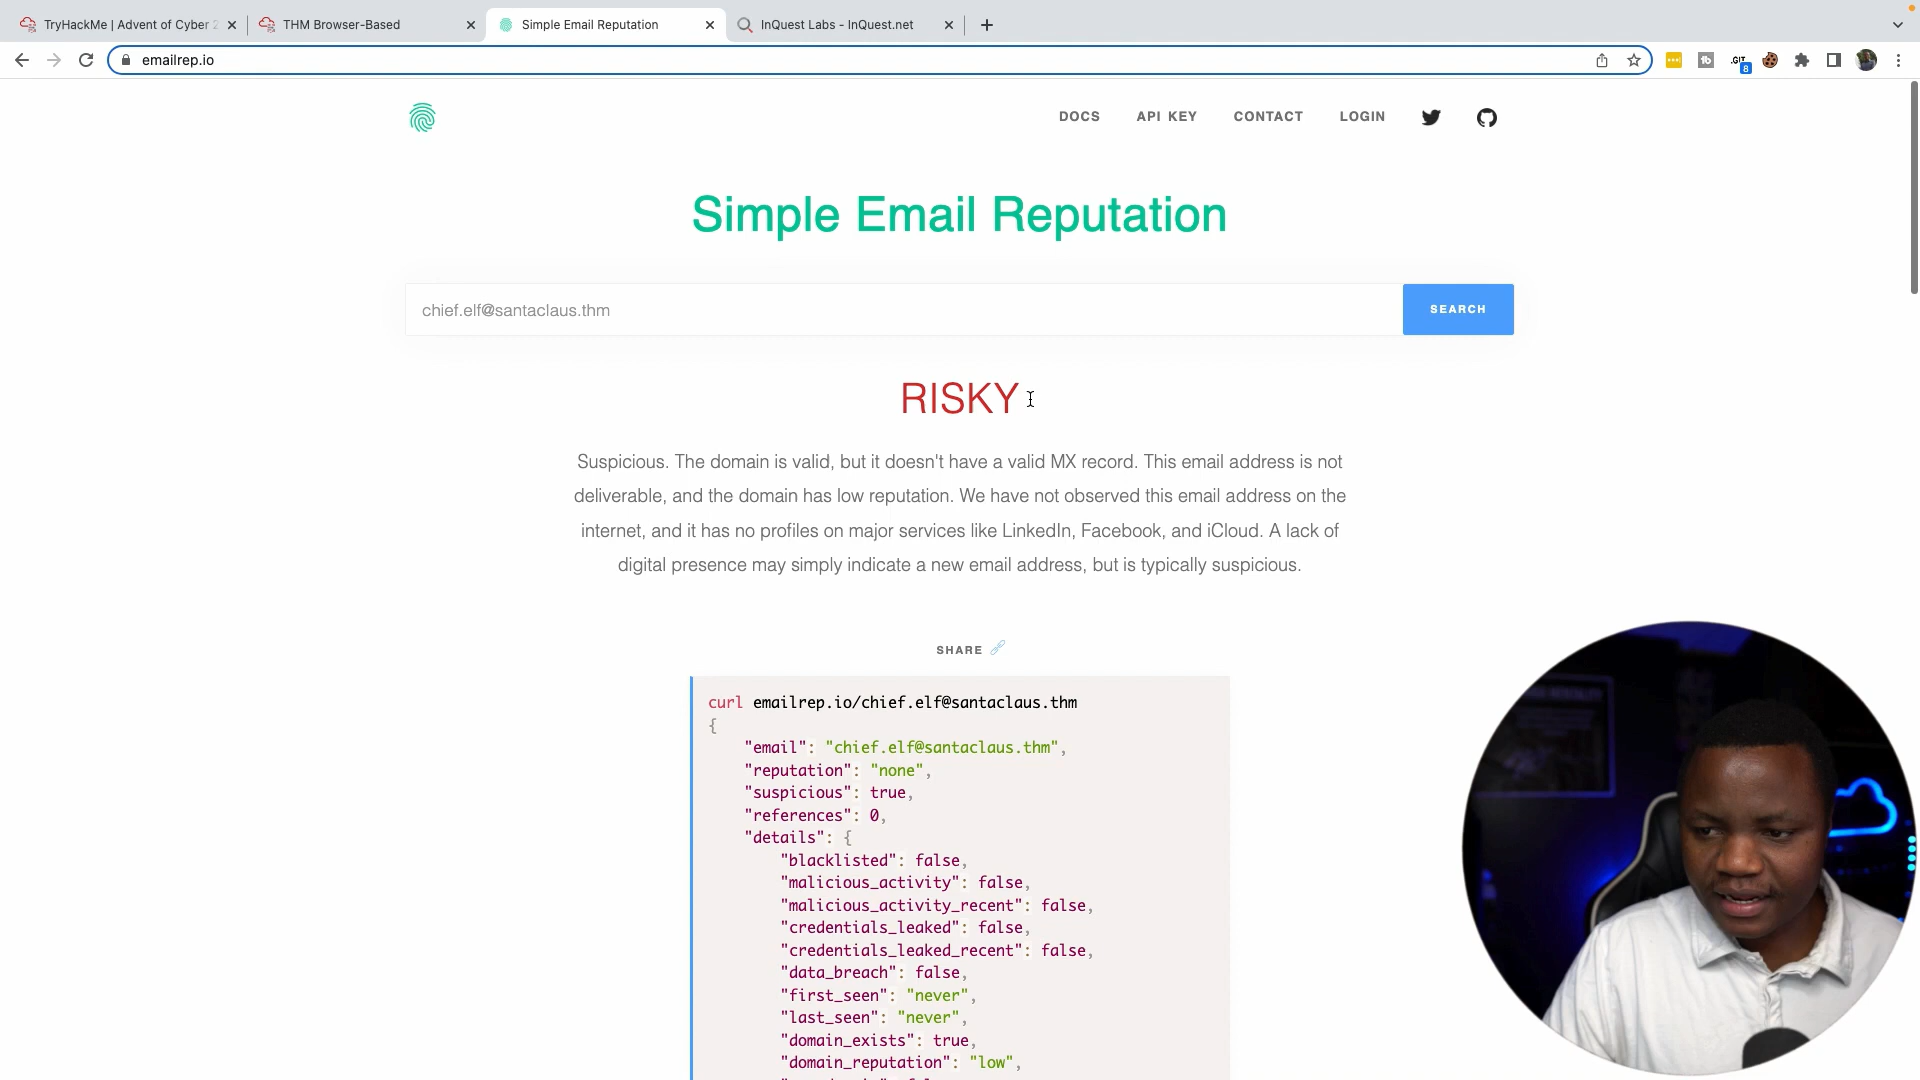 TryHackMe | Advent of Cyber 2
THM Browser-Based
Simple Email Reputation
InQuest Labs - InQuest.net
emailrep.io
.GIT
8
DOCS
API KEY
CONTACT
LOGIN
Simple Email Reputation
chief.elf@santaclaus.thm
SEARCH
RISKY
Suspicious. The domain is valid, but it doesn't have a valid MX record. This email address is not
deliverable, and the domain has low reputation. We have not observed this email address on the
internet, and it has no profiles on major services like LinkedIn, Facebook, and iCloud. A lack of
digital presence may simply indicate a new email address, but is typically suspicious.
SHARE
curl emailrep.io/chief.elf@santaclaus.thm
{
"email": "chief.elf@santaclaus.thm",
"reputation": "none",
"suspicious": true,
"references": 0,
"details": {
"blacklisted": false,
"malicious_activity": false,
"malicious_activity_recent": false,
"credentials_leaked": false,
"credentials_leaked_recent": false,
"data_breach": false,
"first_seen": "never",
"last_seen": "never",
"domain_exists": true,
"domain_reputation": "low",